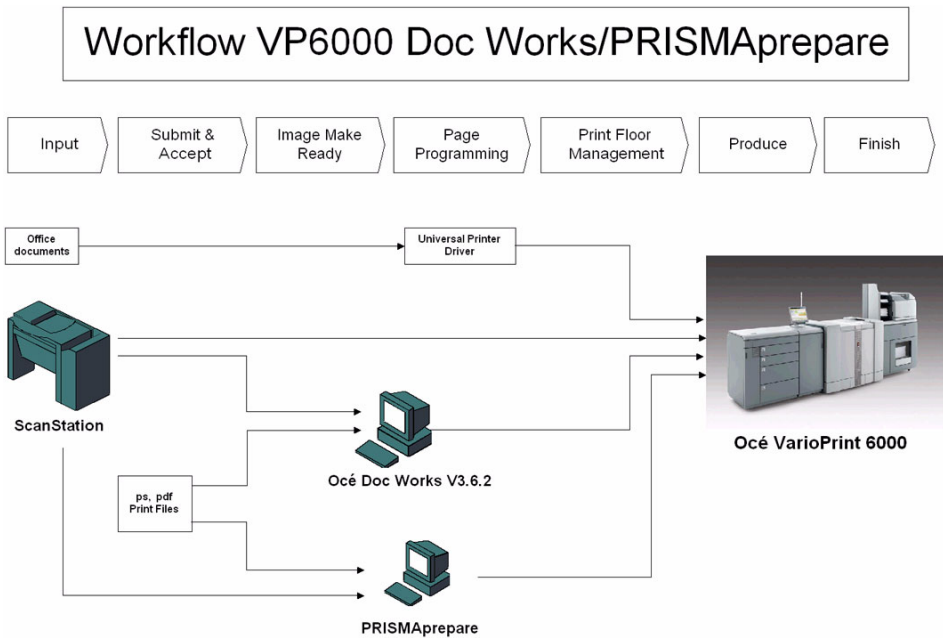 Workflow VP6000 Doc Works/PRISMAprepare
Input
Submit &
Accept
Image Make
Ready
Page
Programming
Print Floor
Management
Produce
Finish
Office
documents
Universal Printer
Driver
ScanStation
Océ VarioPrint 6000
Océ Doc Works V3.6.2
ps, pdf
Print Files
PRISMAprepare